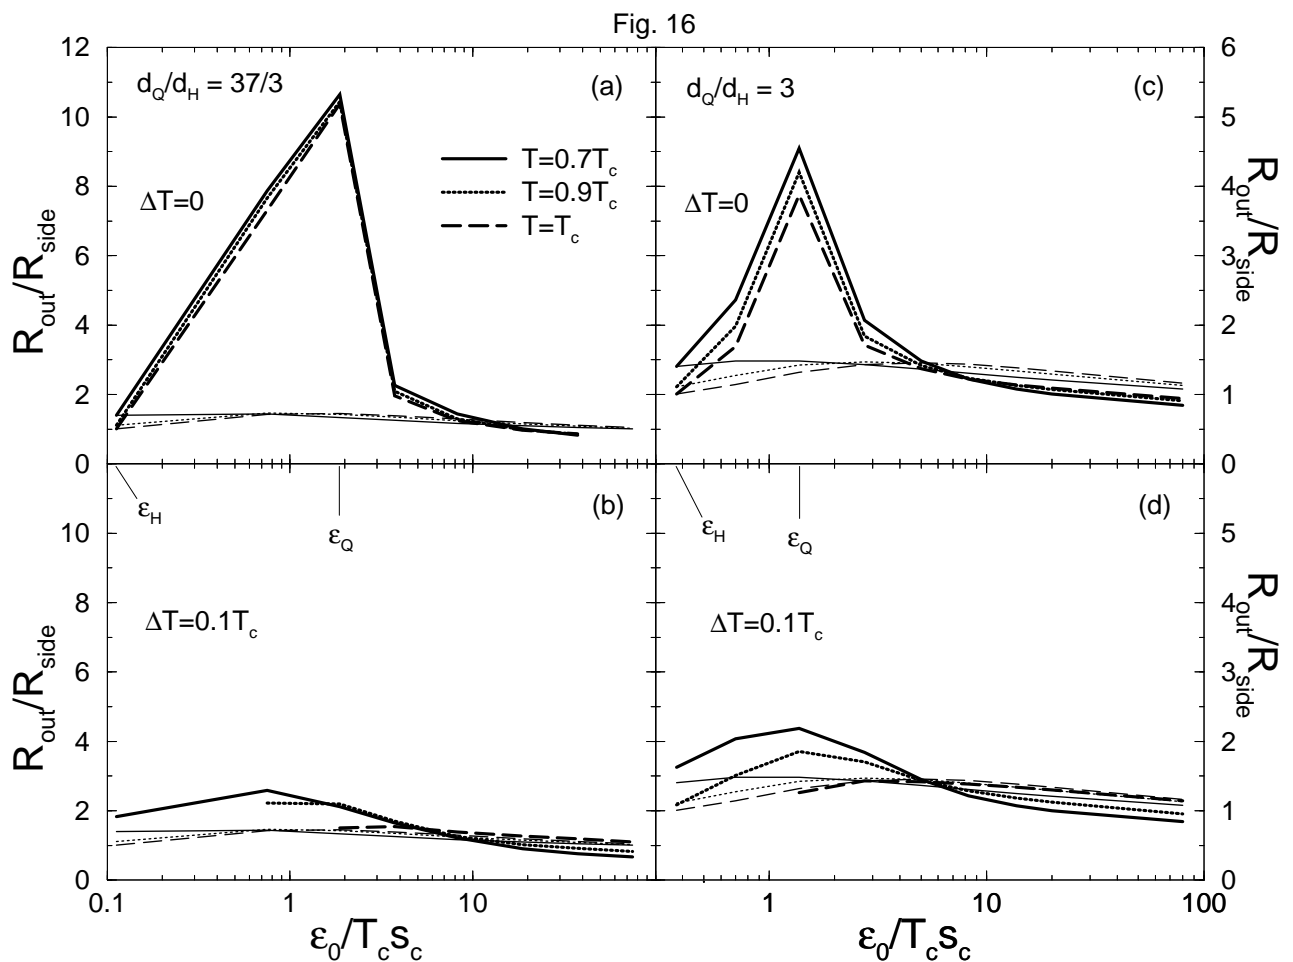 Fig. 16
12
10
8
6
4
2
0
R_out/R_side
d_Q/d_H = 37/3
(a)
ΔT=0
T=0.7T_c
T=0.9T_c
T=T_c
d_Q/d_H = 3
(c)
ΔT=0
6
5
4
3
2
1
0
R_out/R_side
ε_H
ε_Q
(b)
ΔT=0.1T_c
10
8
6
4
2
0
R_out/R_side
0.1
1
10
ε_0/T_c s_c
ε_H
ε_Q
(d)
ΔT=0.1T_c
5
4
3
2
1
0
R_out/R_side
1
10
100
ε_0/T_c s_c